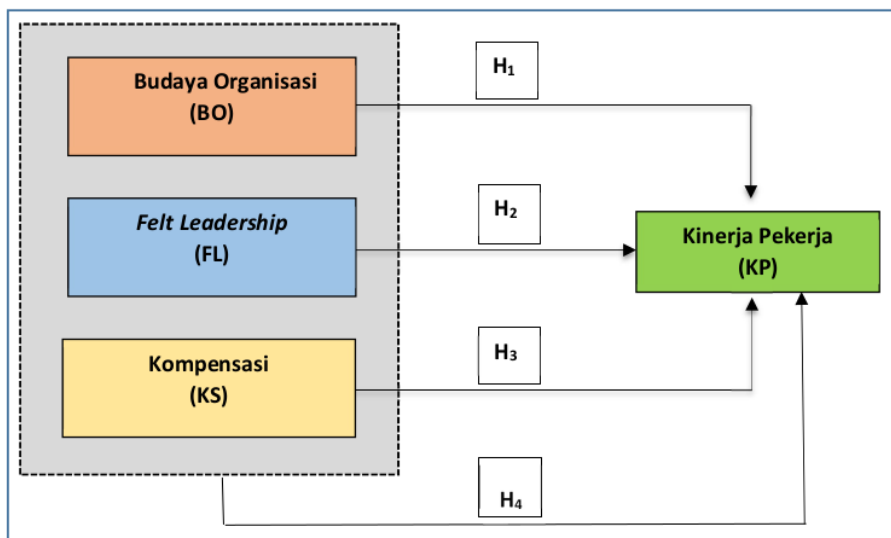 Budaya Organisasi
(BO)
H₁
Felt Leadership
(FL)
H₂
Kinerja Pekerja
(KP)
Kompensasi
(KS)
H₃
H₄